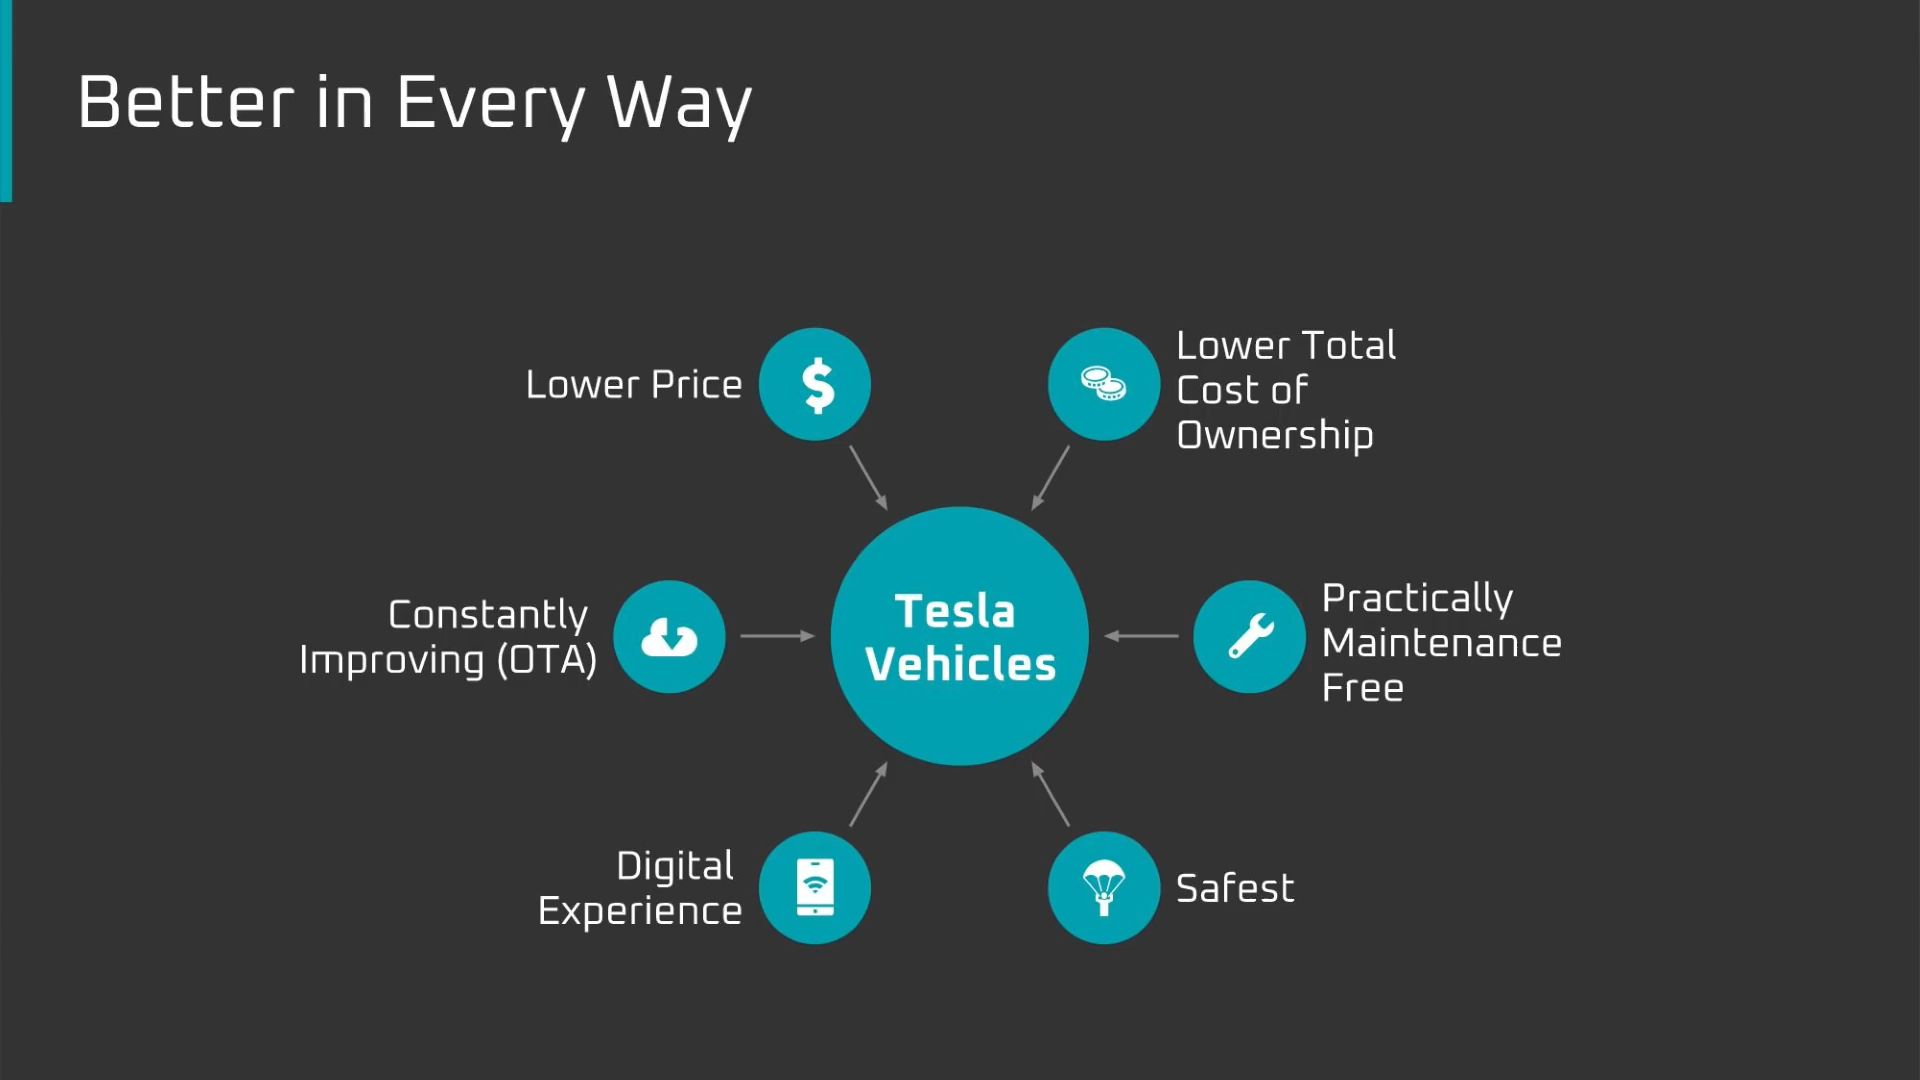 Better in Every Way
Lower Price
Lower Total
Cost of
Ownership
Constantly
Improving (OTA)
Tesla
Vehicles
Practically
Maintenance
Free
Digital
Experience
Safest